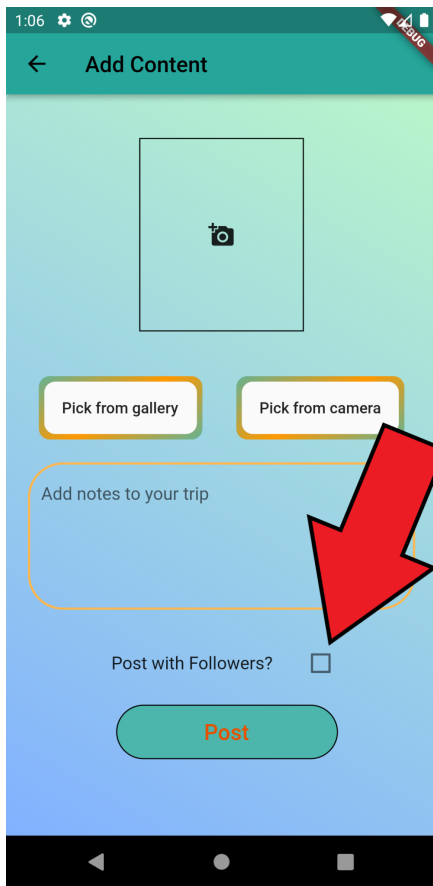 1:06
DEBUG
Add Content
Pick from gallery
Pick from camera
Add notes to your trip
Post with Followers?
Post